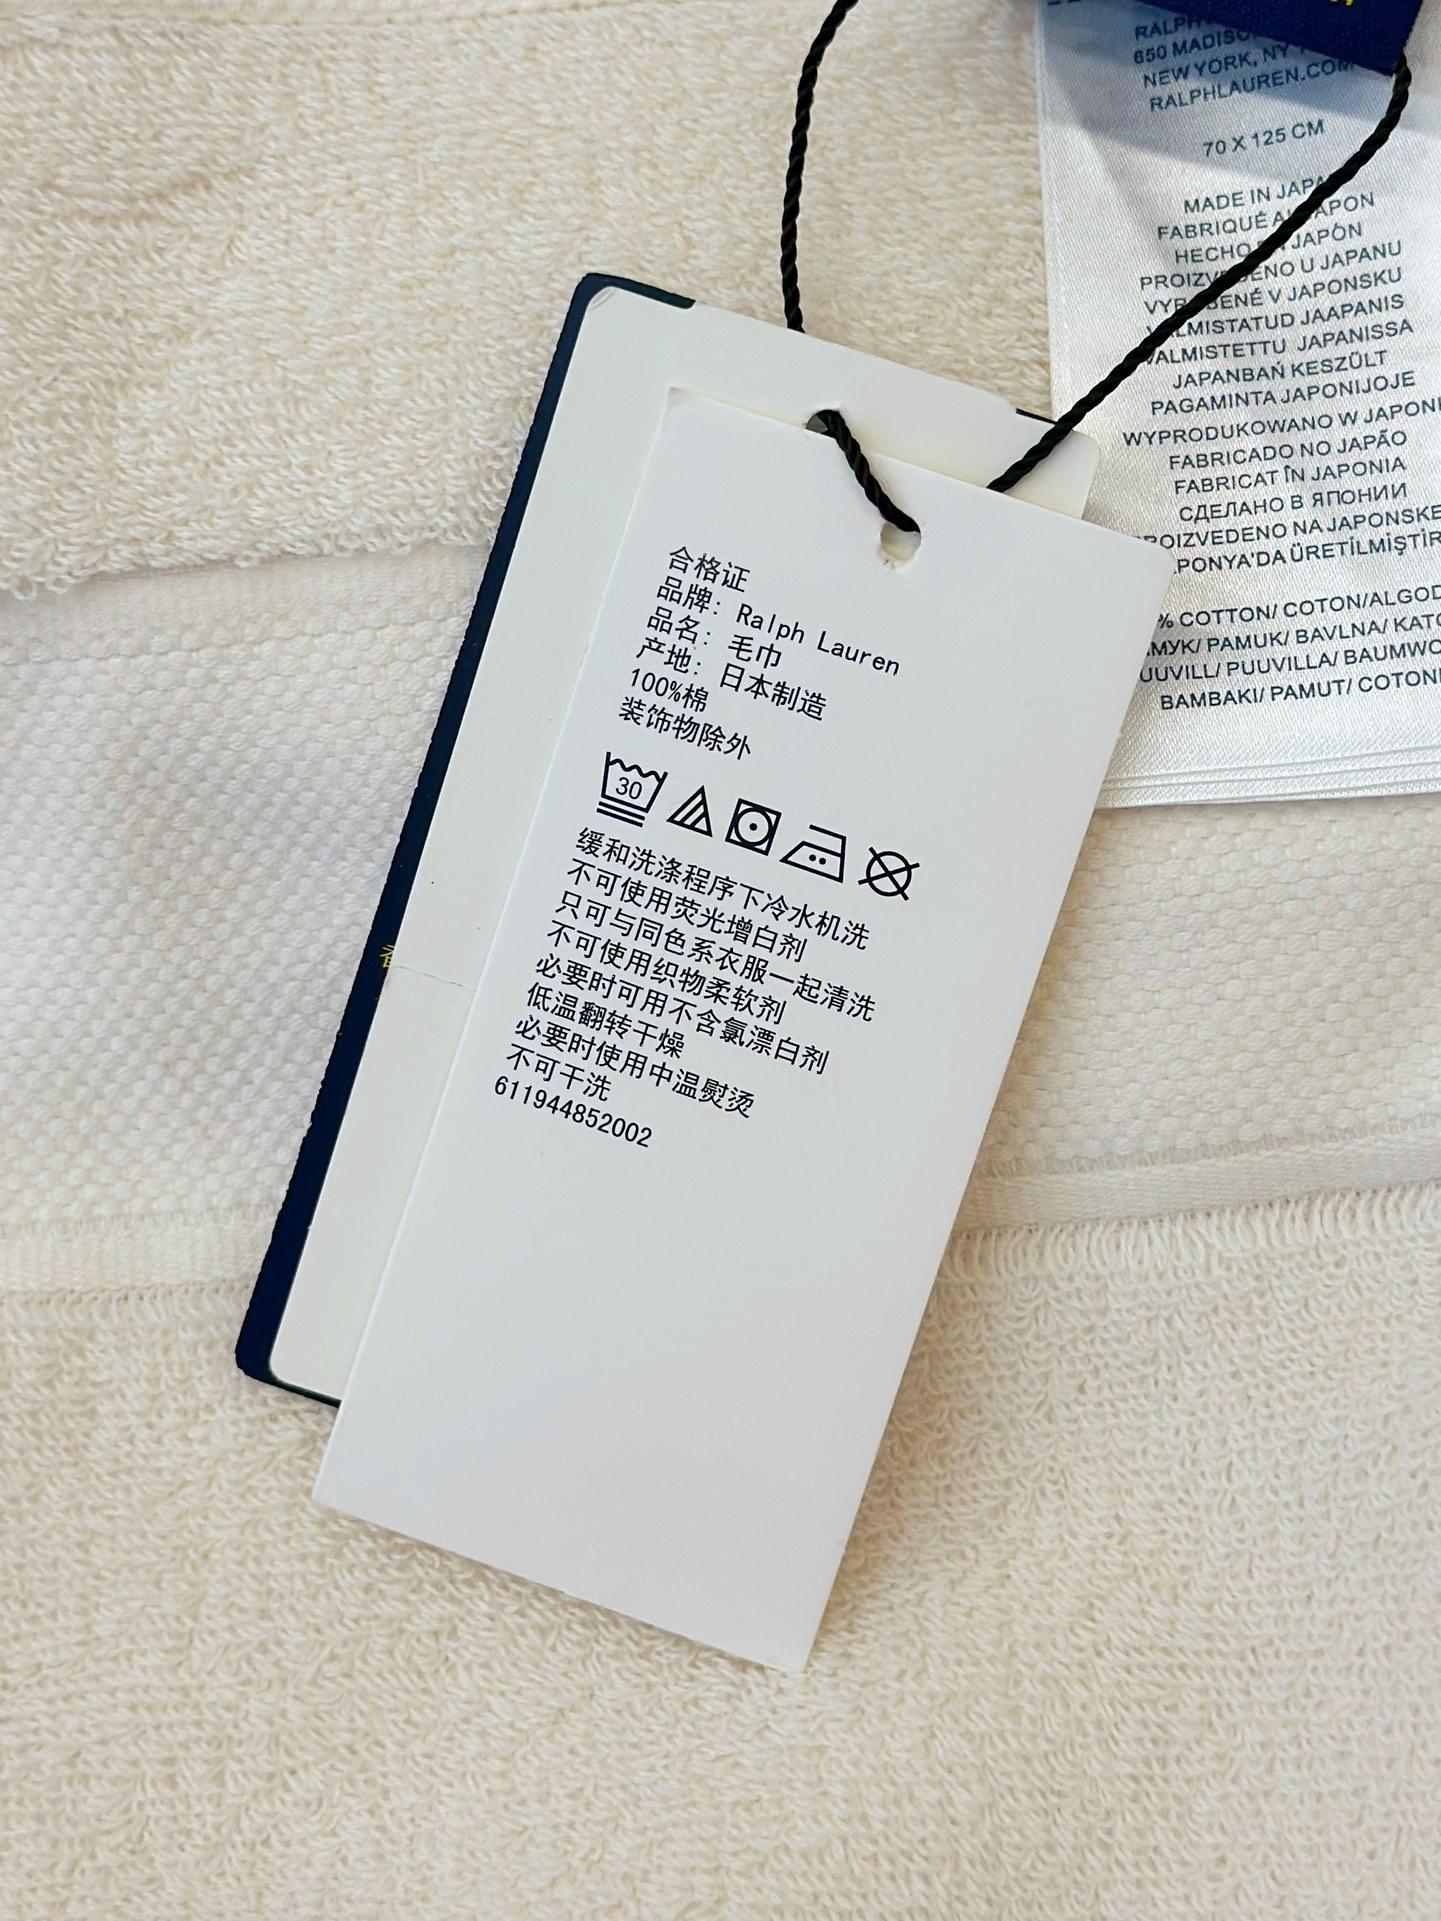 650 MADISO
NEW YORK, NY
RALPHLAUREN.COM
70 X 125 CM
MADE IN JAPA
FABRIQUÉ AU JAPON
HECHO EN JAPÓN
PROIZVEDENO U JAPANU
VYROBENÉ V JAPONSKU
VALMISTATUD JAAPANIS
VALMISTETTU JAPANISSA
JAPANBAŃ KESZÜLT
PAGAMINTA JAPONIJOJE
WYPRODUKOWANO W JAPONI
FABRICADO NO JAPÃO
FABRICAT ÎN JAPONIA
СДЕЛАНО В ЯПОНИИ
ROIZVEDENO NA JAPONSKE
PONYA'DA ÜRETİLMİŞTİR
% COTTON/ COTON/ALGOD
МУК/ PAMUK/ BAVLNA/ KATO
UUVILL/ PUUVILLA/ BAUMWO
BAMBAKI/ PAMUT/ COTON
合格证
品牌: Ralph Lauren
品名: 毛巾
产地: 日本制造
100%棉
装饰物除外
30
缓和洗涤程序下冷水机洗
不可使用荧光增白剂
只可与同色系衣服一起清洗
不可使用织物柔软剂
必要时可用不含氯漂白剂
低温翻转干燥
必要时使用中温熨烫
不可干洗
611944852002